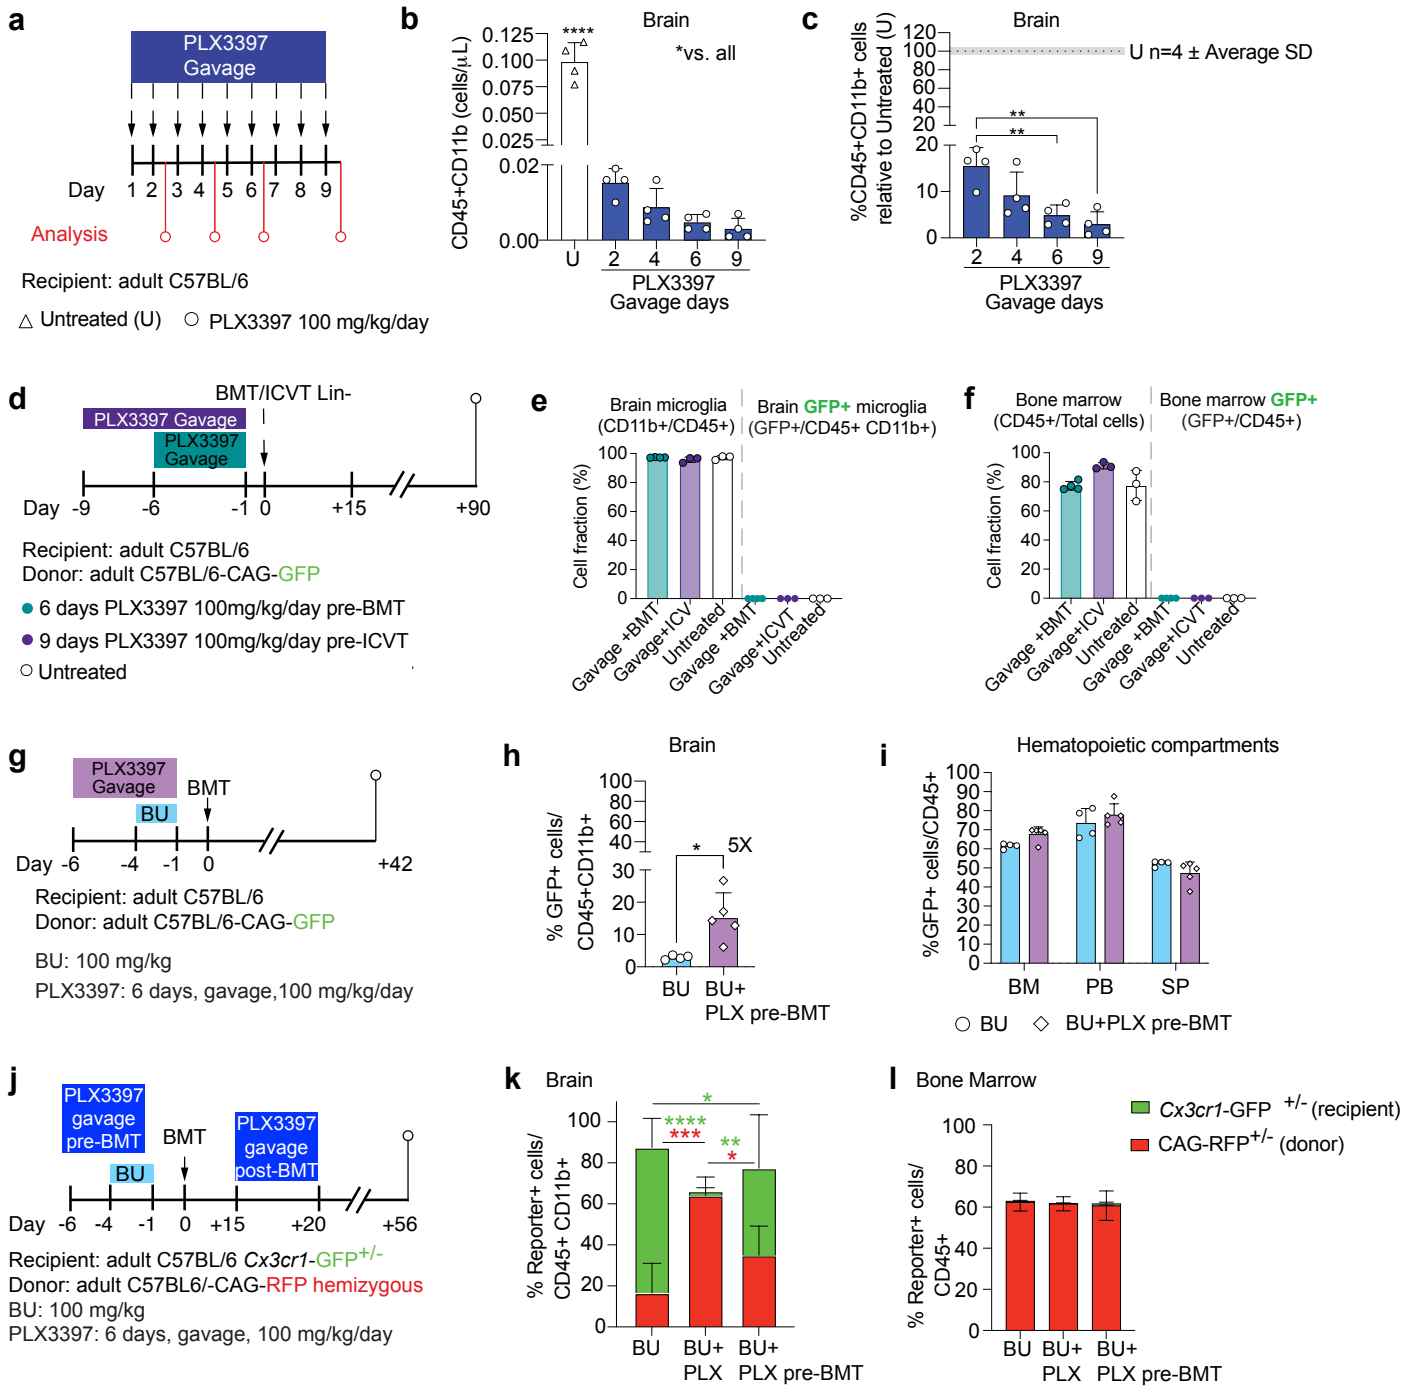 a
PLX3397
Gavage
Day
1 2 3 4 5 6 7 8 9
Analysis
Recipient: adult C57BL/6
△ Untreated (U) ○ PLX3397 100 mg/kg/day
b
Brain
CD45+CD11b (cells/µL)
0.125
0.100
0.075
0.050
0.025
0.02
0.00
****
*vs. all
U 2 4 6 9
PLX3397
Gavage days
c
Brain
%CD45+CD11b+ cells
relative to Untreated (U)
120
100
80
60
40
20
20
10
0
U n=4 ± Average SD
**
**
2 4 6 9
PLX3397
Gavage days
d
BMT/ICVT Lin-
PLX3397 Gavage
PLX3397
Gavage
Day -9 -6 -1 0 +15 +90
Recipient: adult C57BL/6
Donor: adult C57BL/6-CAG-GFP
6 days PLX3397 100mg/kg/day pre-BMT
9 days PLX3397 100mg/kg/day pre-ICVT
Untreated
e
Brain microglia
(CD11b+/CD45+)
Brain GFP+ microglia
(GFP+/CD45+ CD11b+)
Cell fraction (%)
100
80
60
40
20
0
Gavage +BMT
Gavage+ICV
Untreated
Gavage +BMT
Gavage+ICVT
Untreated
f
Bone marrow
(CD45+/Total cells)
Bone marrow GFP+
(GFP+/CD45+)
Cell fraction (%)
100
80
60
40
20
0
Gavage +BMT
Gavage+ICV
Untreated
Gavage +BMT
Gavage+ICVT
Untreated
g
PLX3397
Gavage
BMT
BU
Day -6 -4 -1 0 +42
Recipient: adult C57BL/6
Donor: adult C57BL/6-CAG-GFP
BU: 100 mg/kg
PLX3397: 6 days, gavage,100 mg/kg/day
h
Brain
% GFP+ cells/
CD45+CD11b+
100
80
60
40
30
20
10
0
*
5X
BU
BU+
PLX pre-BMT
i
Hematopoietic compartments
%GFP+ cells/CD45+
100
90
80
70
60
50
40
30
20
10
0
BM PB SP
○ BU ◇ BU+PLX pre-BMT
j
PLX3397
gavage
pre-BMT
BMT
PLX3397
gavage
post-BMT
BU
Day -6 -4 -1 0 +15 +20 +56
Recipient: adult C57BL/6 Cx3cr1-GFP+/-
Donor: adult C57BL6/-CAG-RFP hemizygous
BU: 100 mg/kg
PLX3397: 6 days, gavage, 100 mg/kg/day
k
Brain
% Reporter+ cells/
CD45+ CD11b+
100
80
60
40
20
0
*
****
***
**
*
BU
BU+
PLX
BU+
PLX pre-BMT
l
Bone Marrow
Cx3cr1-GFP +/- (recipient)
CAG-RFP+/- (donor)
% Reporter+ cells/
CD45+
100
80
60
40
20
0
BU
BU+
PLX
BU+
PLX pre-BMT